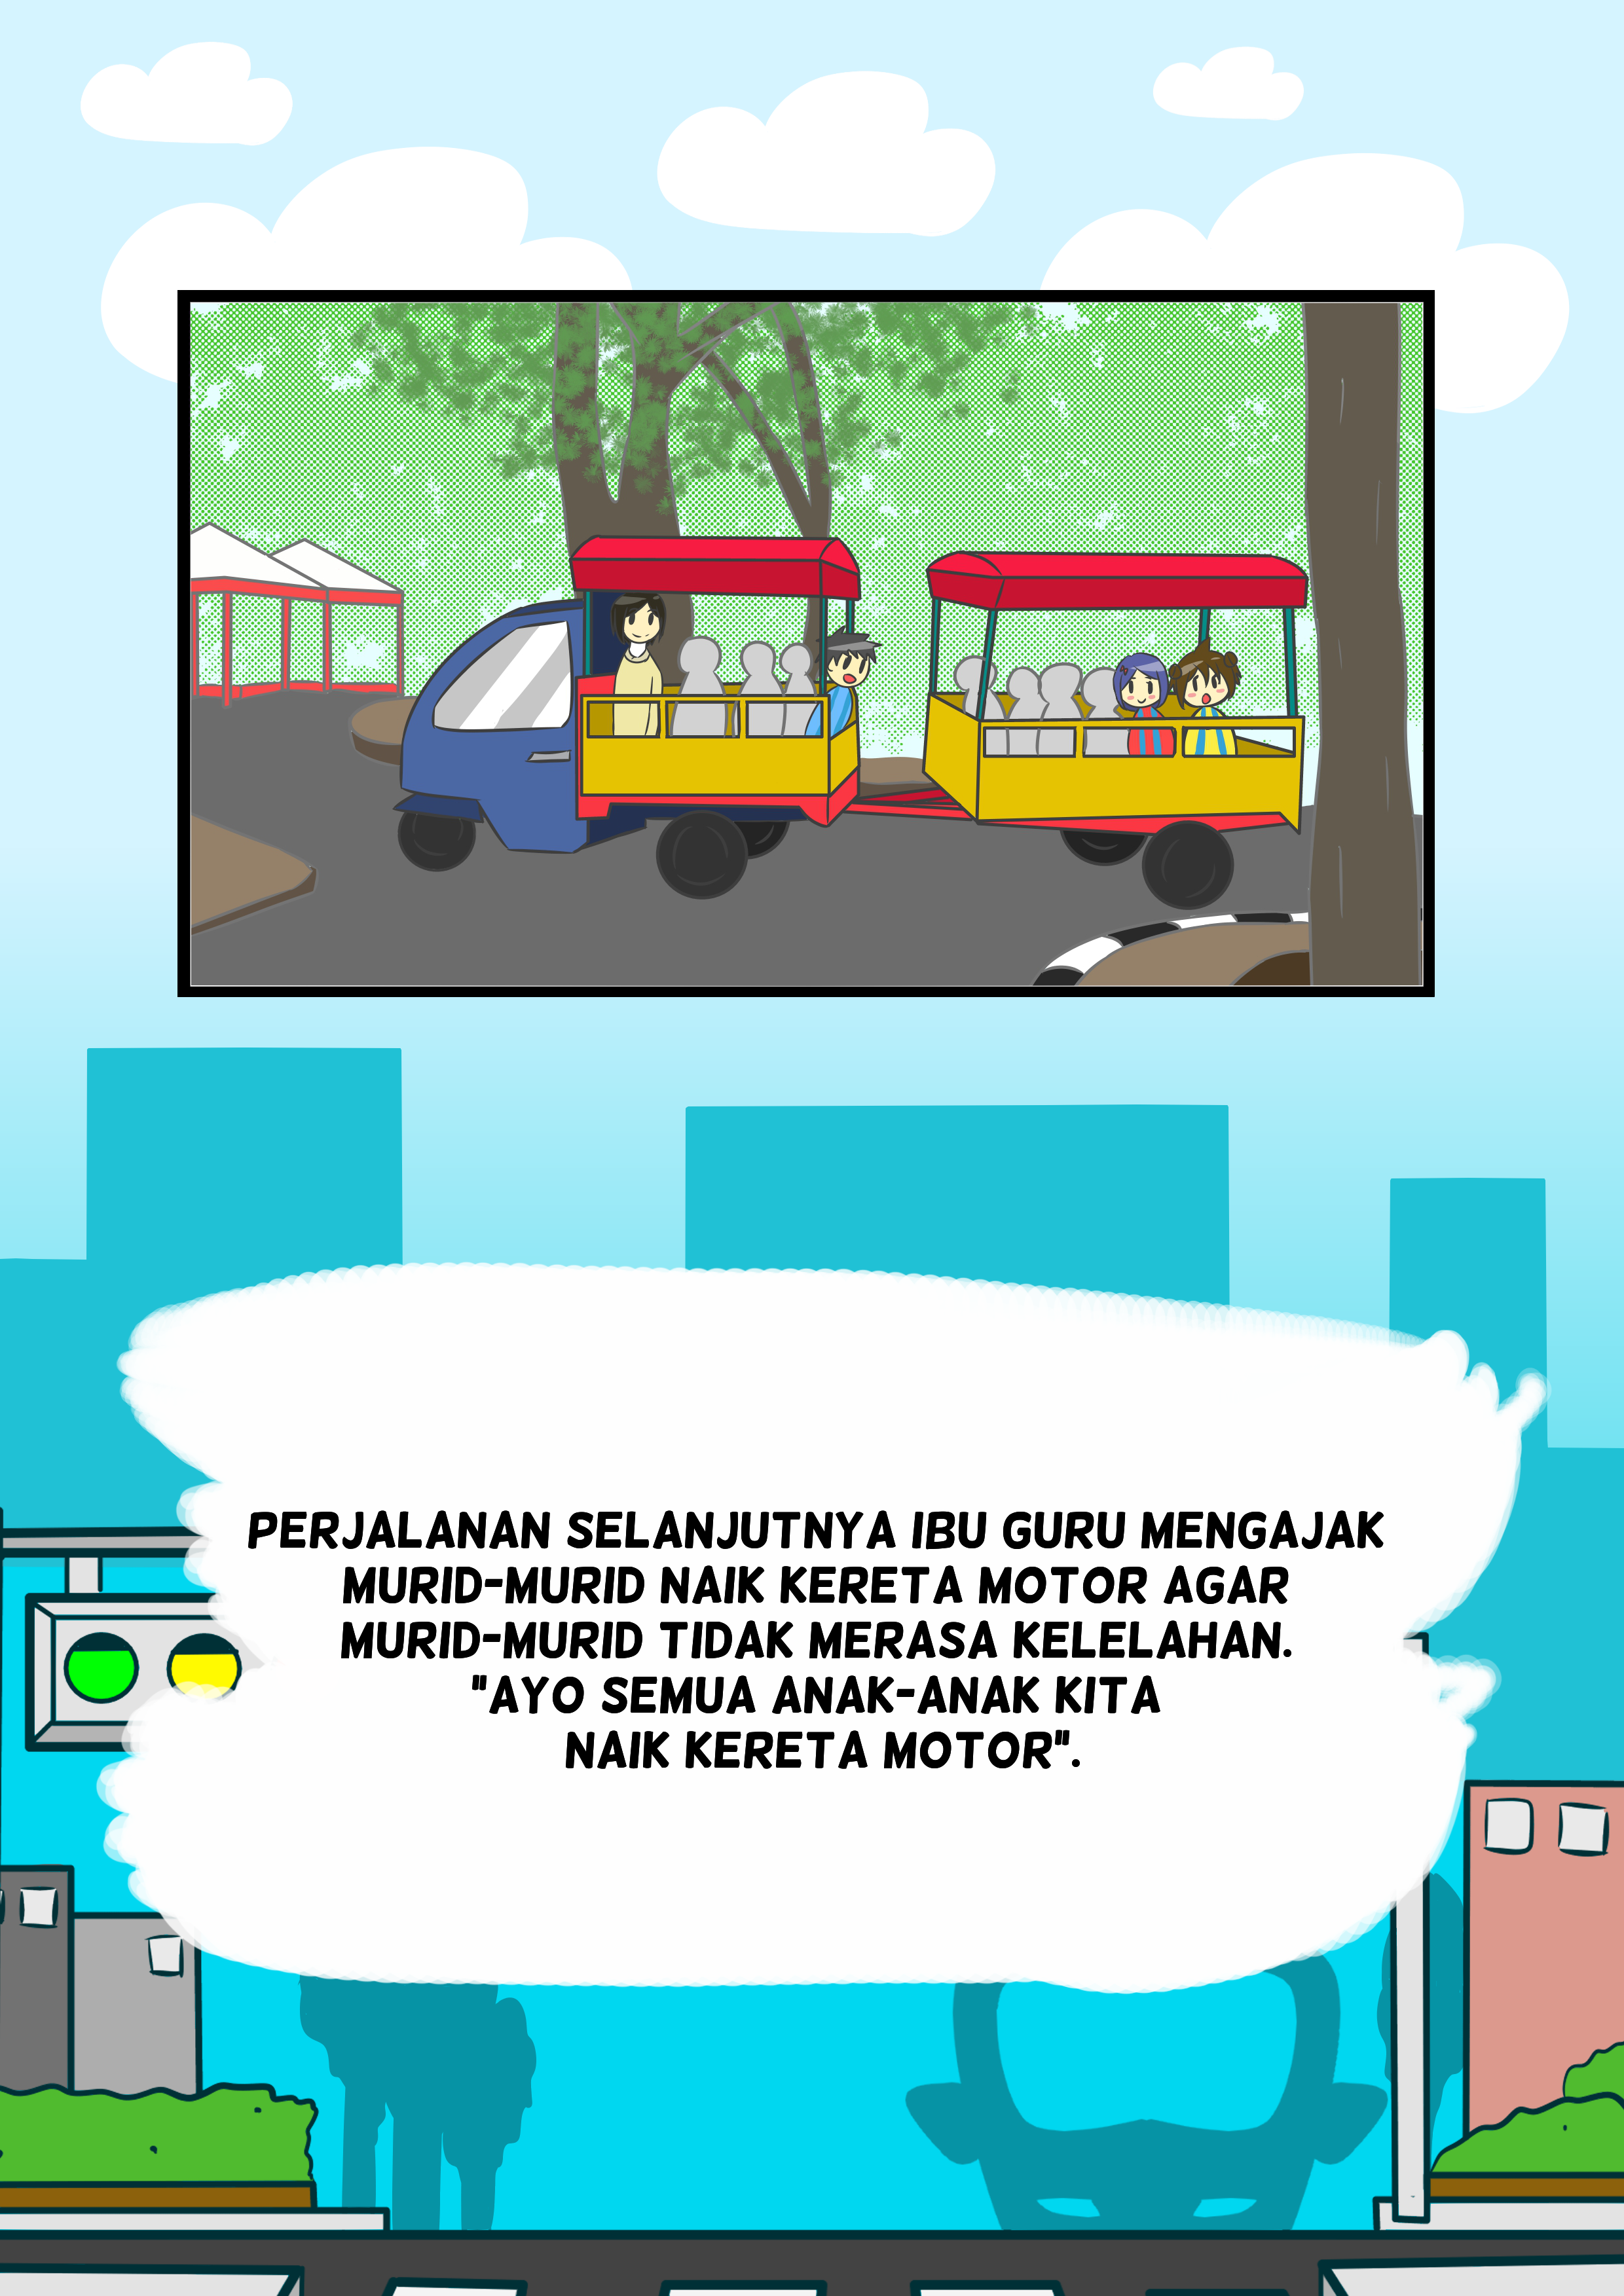 PERJALANAN SELANJUTNYA IBU GURU MENGAJAK
MURID-MURID NAIK KERETA MOTOR AGAR
MURID-MURID TIDAK MERASA KELELAHAN.
"AYO SEMUA ANAK-ANAK KITA
NAIK KERETA MOTOR".